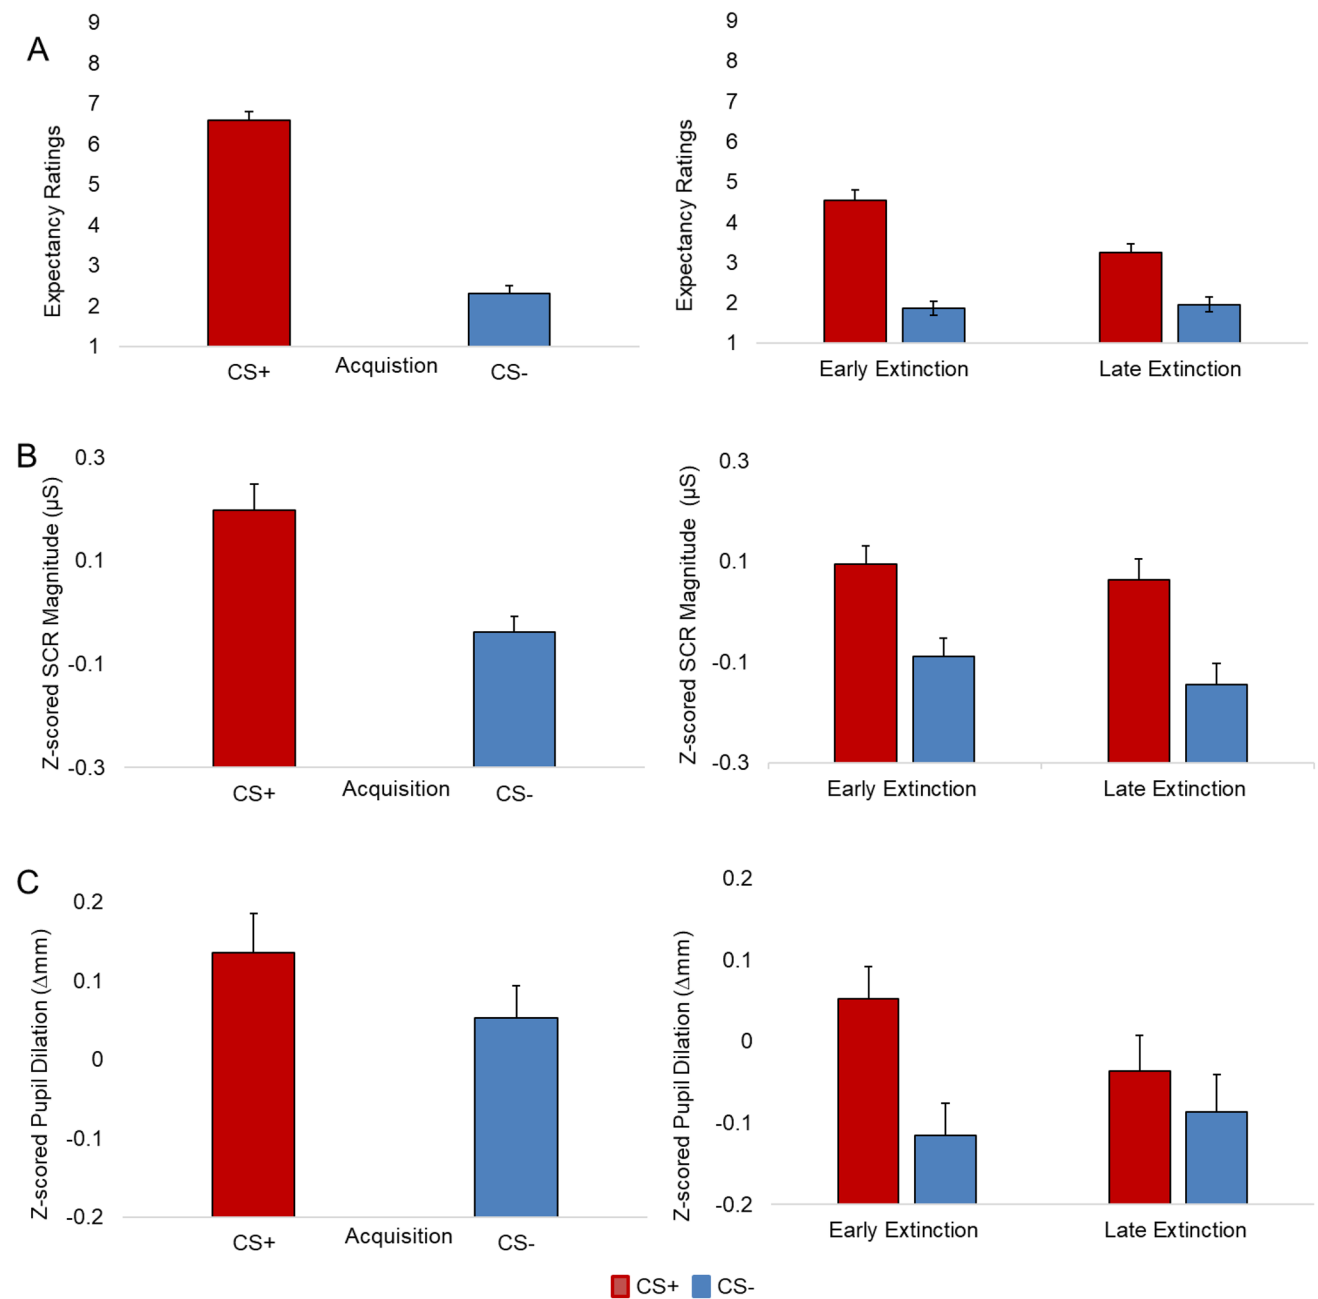 A
Expectancy Ratings
9
8
7
6
5
4
3
2
1
CS+
Acquistion
CS-
Expectancy Ratings
9
8
7
6
5
4
3
2
1
Early Extinction
Late Extinction
B
Z-scored SCR Magnitude (μS)
0.3
0.1
-0.1
-0.3
CS+
Acquisition
CS-
Z-scored SCR Magnitude (μS)
0.3
0.1
-0.1
-0.3
Early Extinction
Late Extinction
C
Z-scored Pupil Dilation (Δmm)
0.2
0.1
0
-0.1
-0.2
CS+
Acquisition
CS-
Z-scored Pupil Dilation (Δmm)
0.2
0.1
0
-0.1
-0.2
Early Extinction
Late Extinction
CS+
CS-